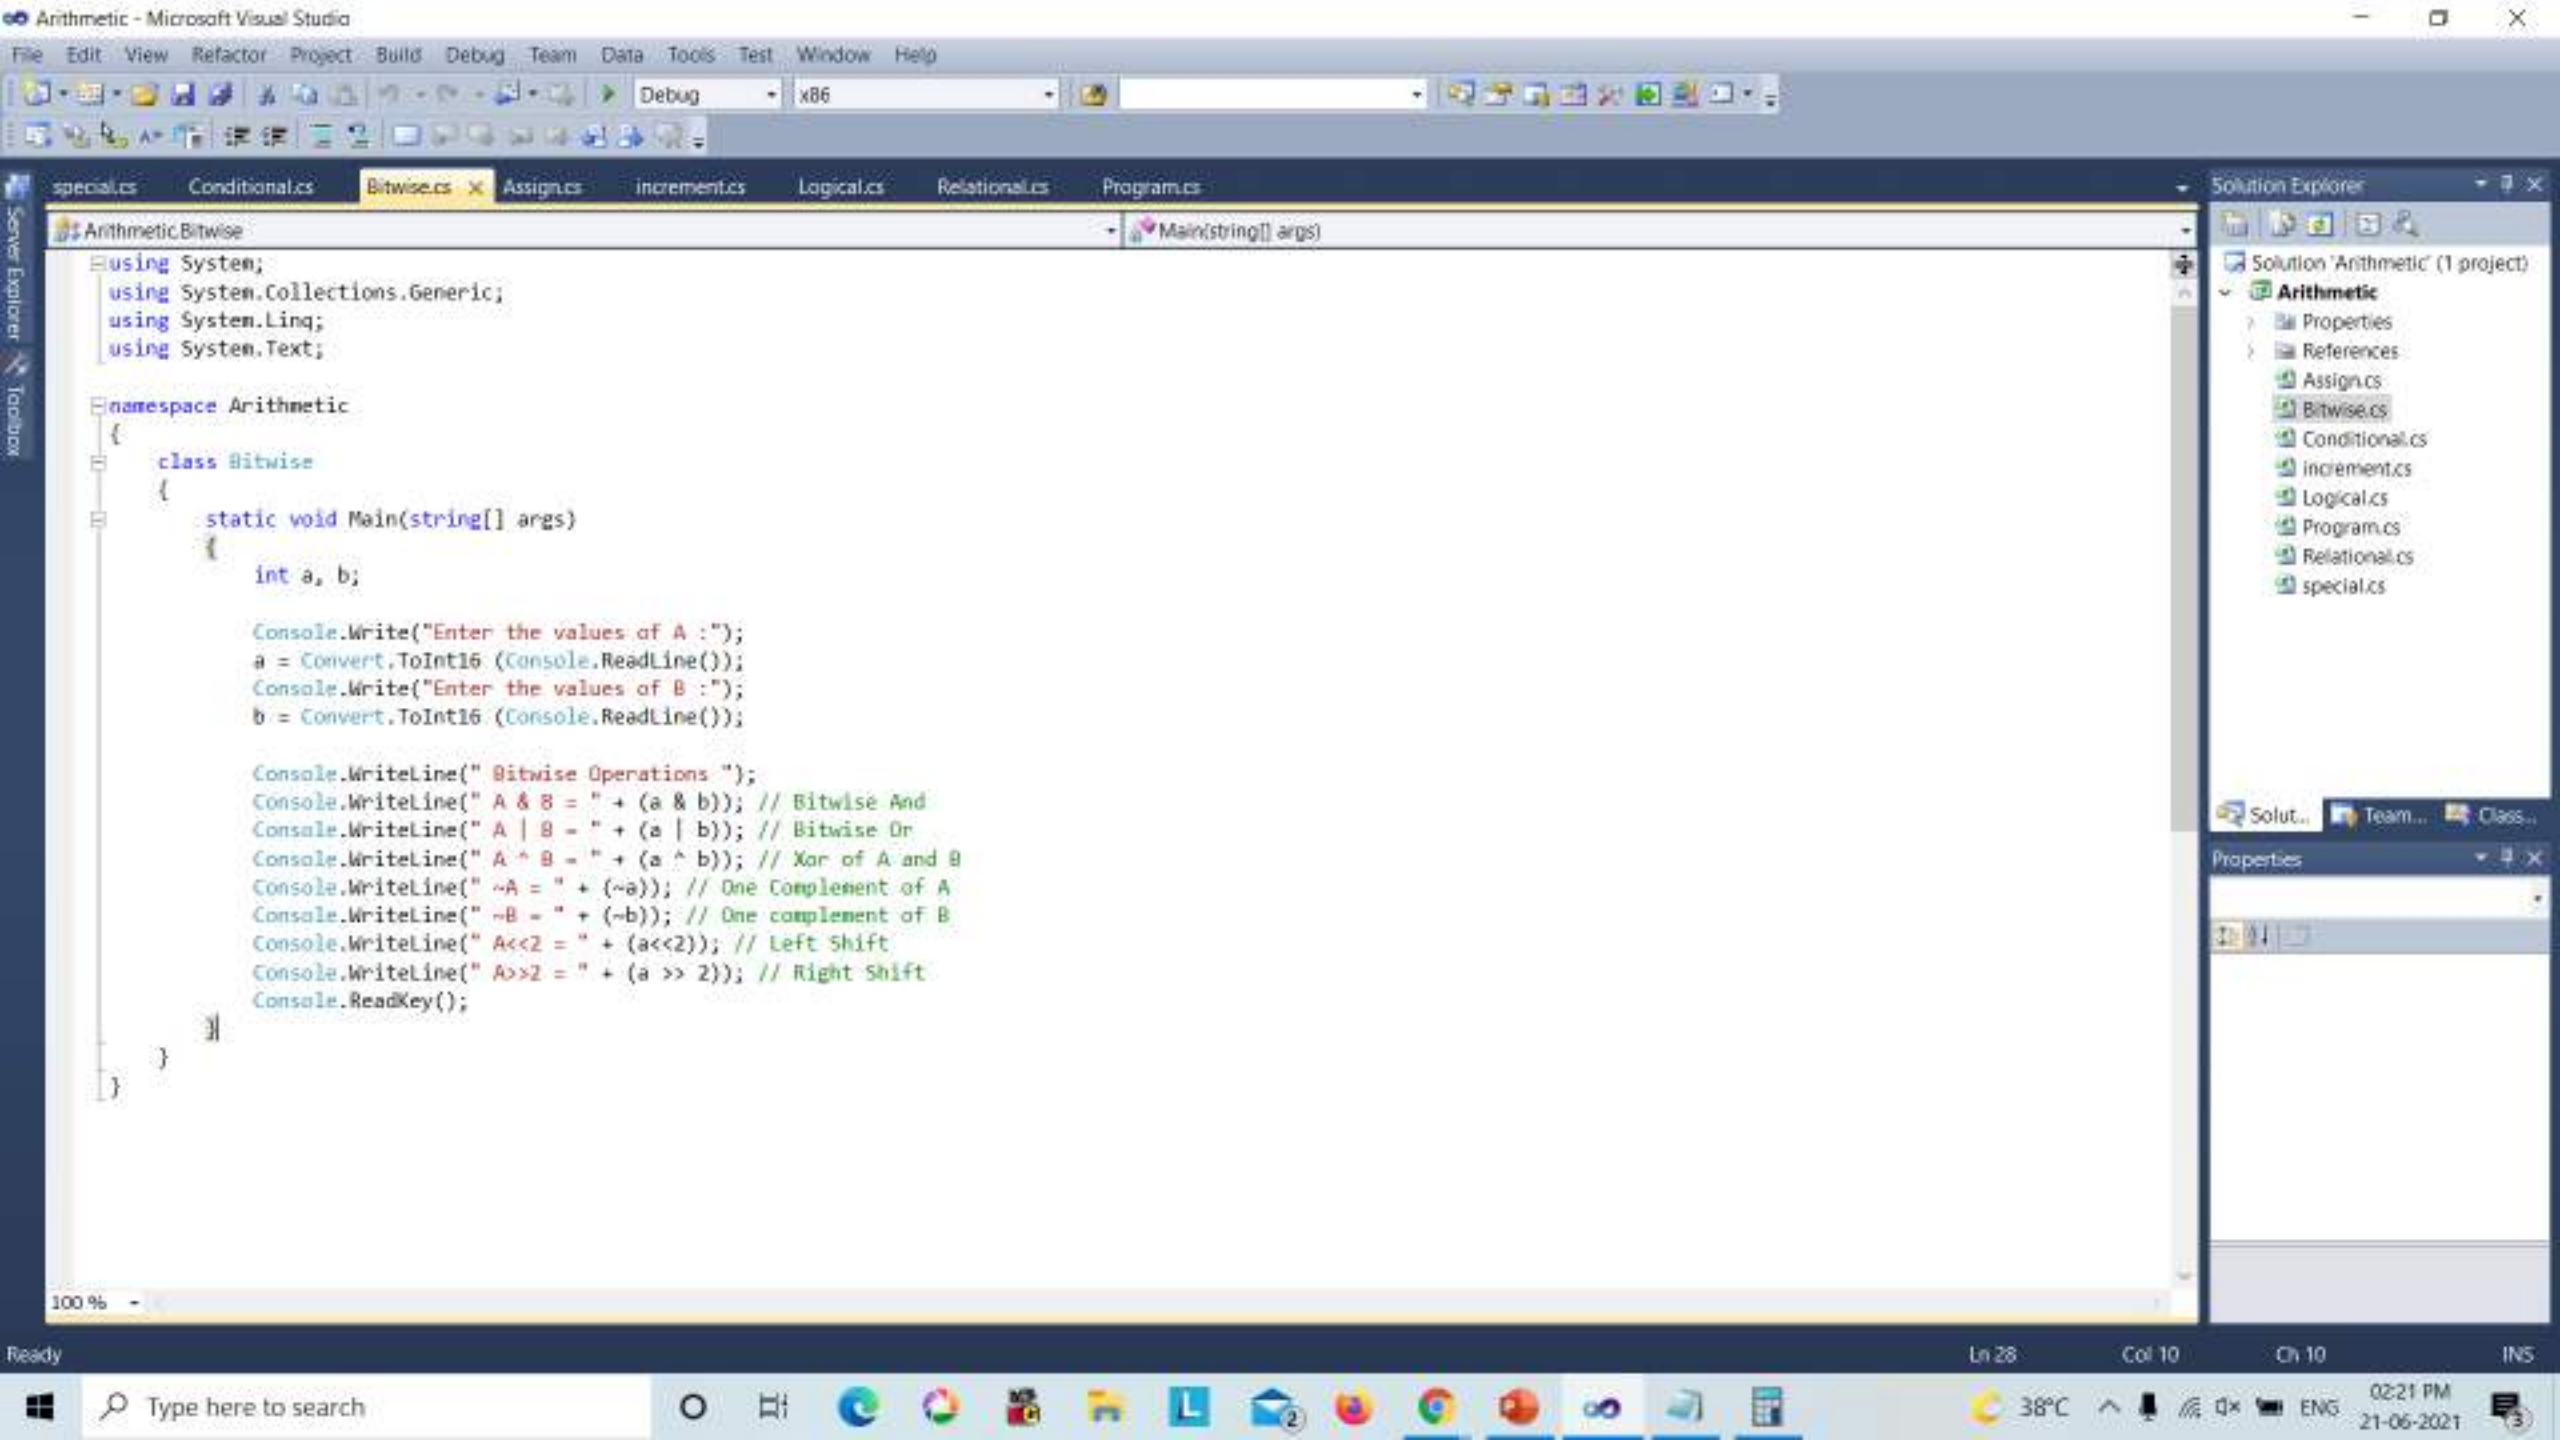 Arithmetic - Microsoft Visual Studio
File Edit View Refactor Project Build Debug Team Data Tools Test Window Help
Debug x86
special.cs Conditional.cs Bitwise.cs Assign.cs increment.cs Logical.cs Relational.cs Program.cs
Arithmetic.Bitwise Main(string[] args)
Server Explorer
Toolbox
using System;
using System.Collections.Generic;
using System.Linq;
using System.Text;
namespace Arithmetic
{
class Bitwise
{
static void Main(string[] args)
{
int a, b;
Console.Write("Enter the values of A :");
a = Convert.ToInt16 (Console.ReadLine());
Console.Write("Enter the values of B :");
b = Convert.ToInt16 (Console.ReadLine());
Console.WriteLine(" Bitwise Operations ");
Console.WriteLine(" A & B = " + (a & b)); // Bitwise And
Console.WriteLine(" A | B = " + (a | b)); // Bitwise Or
Console.WriteLine(" A ^ B = " + (a ^ b)); // Xor of A and B
Console.WriteLine(" ~A = " + (~a)); // One Complement of A
Console.WriteLine(" ~B = " + (~b)); // One complement of B
Console.WriteLine(" A<<2 = " + (a<<2)); // Left Shift
Console.WriteLine(" A>>2 = " + (a >> 2)); // Right Shift
Console.ReadKey();
}
}
}
100 %
Solution Explorer
Solution 'Arithmetic' (1 project)
Arithmetic
Properties
References
Assign.cs
Bitwise.cs
Conditional.cs
increment.cs
Logical.cs
Program.cs
Relational.cs
special.cs
Solut... Team... Class...
Properties
Ready Ln 28 Col 10 Ch 10 INS
Type here to search
L
2
38°C ENG
02:21 PM
21-06-2021
3